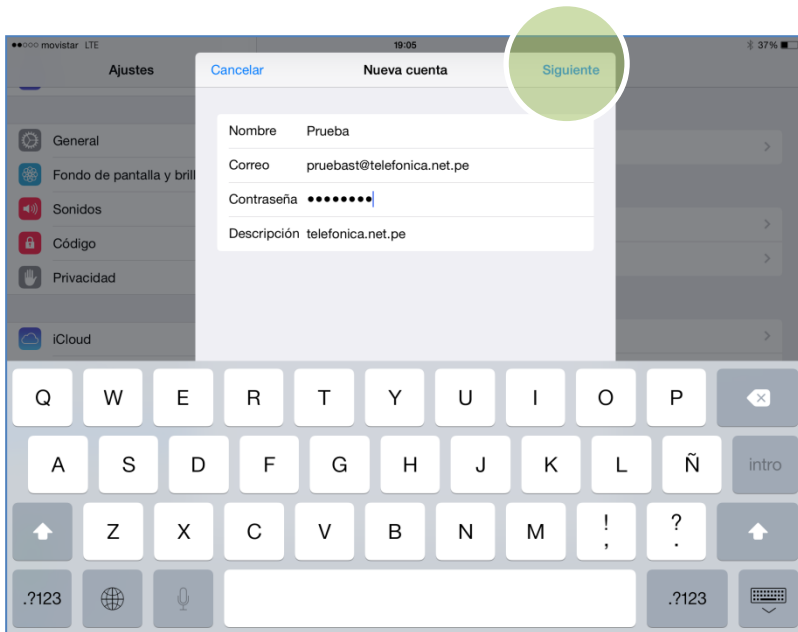 movistar LTE 19:05 37%
Ajustes Cancelar Nueva cuenta Siguiente
Nombre Prueba
General
Correo pruebast@telefonica.net.pe
Fondo de pantalla y brill
Contraseña ••••••••
Sonidos
Descripción telefonica.net.pe
Código
Privacidad
iCloud
Q W E R T Y U I O P
A S D F G H J K L Ñ intro
Z X C V B N M ! , ? .
.?123 .?123